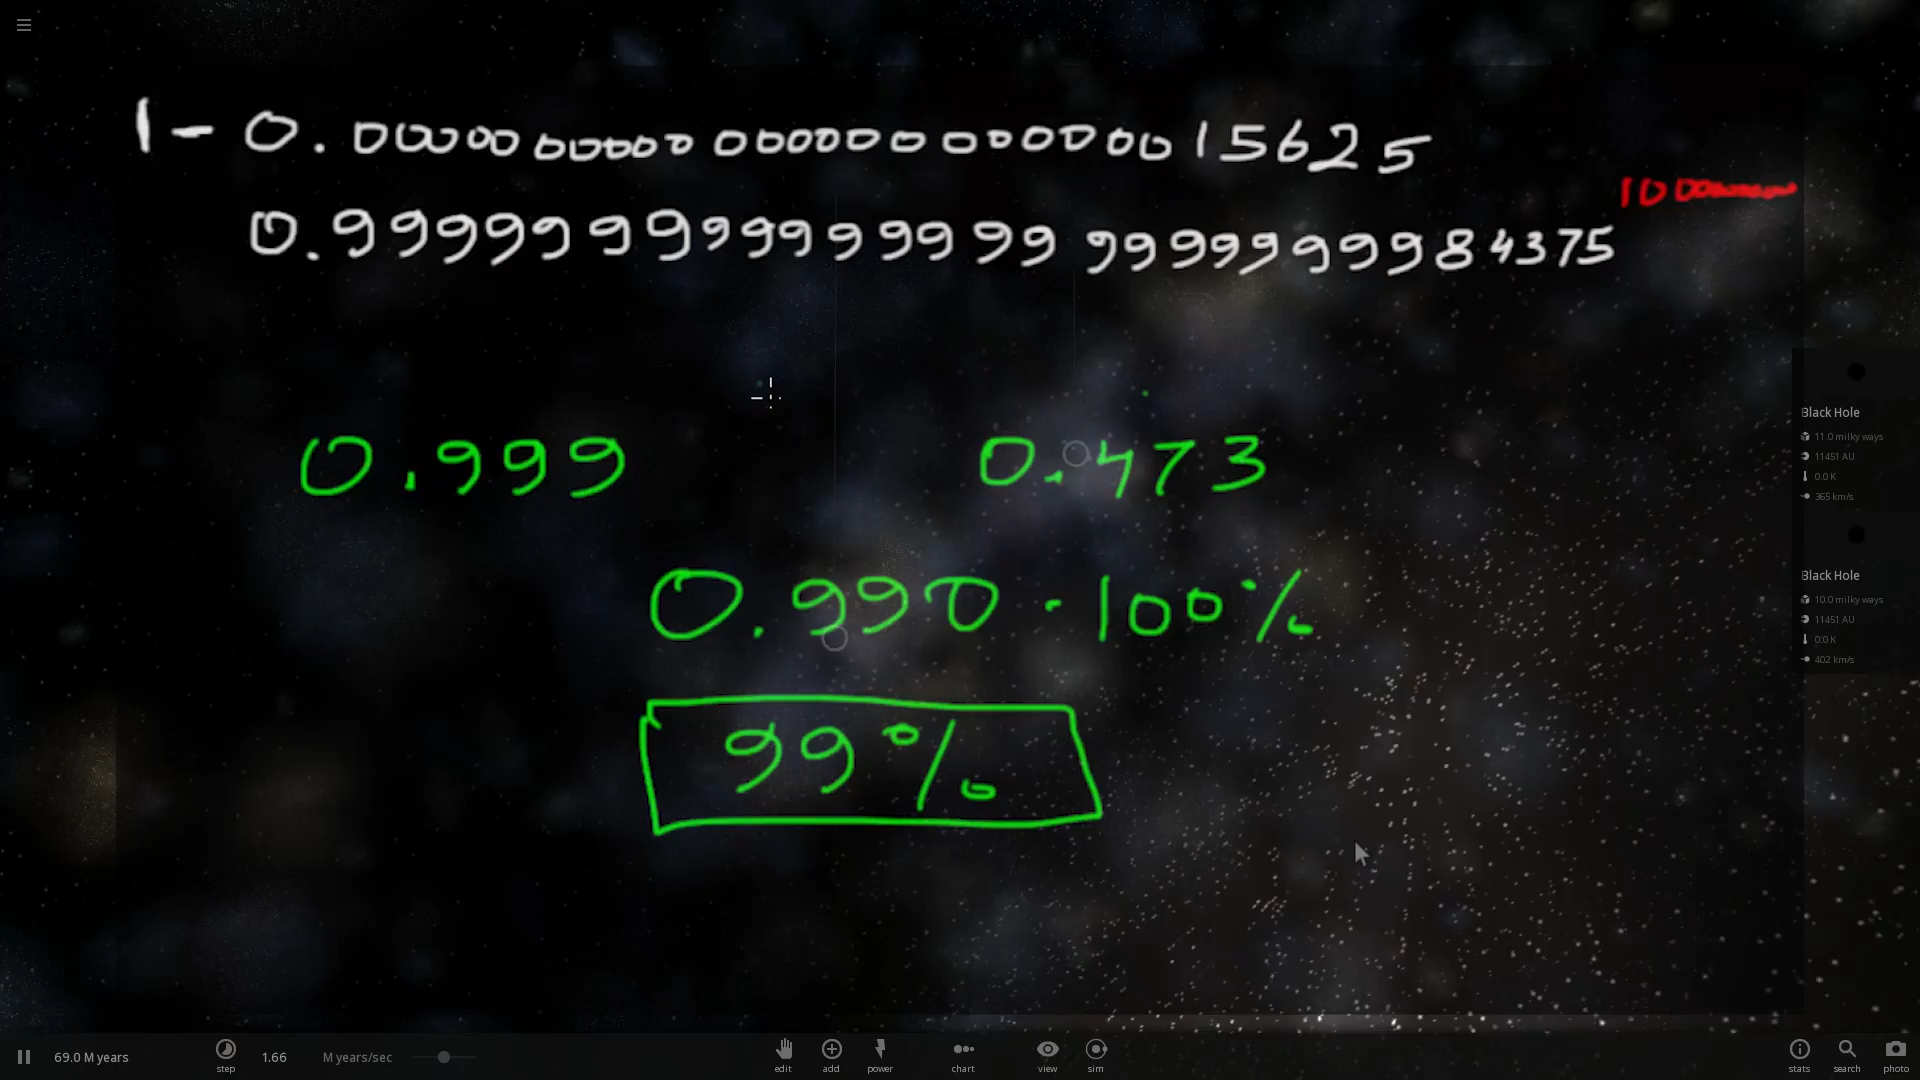 1 - 0.00000000000000000000000015625
1000000000
0.99999999999999999999999984375
Black Hole
11.0 milky ways
11451 AU
0.0 K
365 km/s
0.999 0.473
0.990 · 100%
Black Hole
10.0 milky ways
11451 AU
0.0 K
402 km/s
99%
69.0 M years step 1.66 M years/sec edit add power chart view sim stats search photo